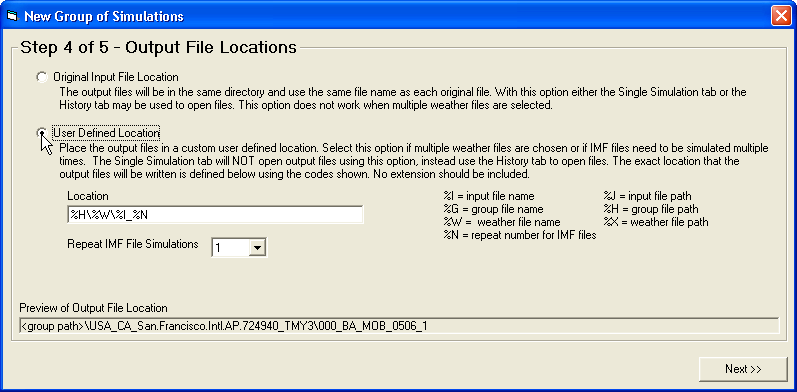 New Group of Simulations
Step 4 of 5 - Output File Locations
Original Input File Location
The output files will be in the same directory and use the same file name as each original file. With this option either the Single Simulation tab or the
History tab may be used to open files. This option does not work when multiple weather files are selected.
User Defined Location
Place the output files in a custom user defined location. Select this option if multiple weather files are chosen or if IMF files need to be simulated multiple
times. The Single Simulation tab will NOT open output files using this option, instead use the History tab to open files. The exact location that the
output files will be written is defined below using the codes shown. No extension should be included.
Location
%H\%W\%I_%N
Repeat IMF File Simulations
1
%I = input file name
%G = group file name
%W = weather file name
%N = repeat number for IMF files
%J = input file path
%H = group file path
%X = weather file path
Preview of Output File Location
<group path>\USA_CA_San.Francisco.Intl.AP.724940_TMY3\000_BA_MOB_0506_1
Next >>